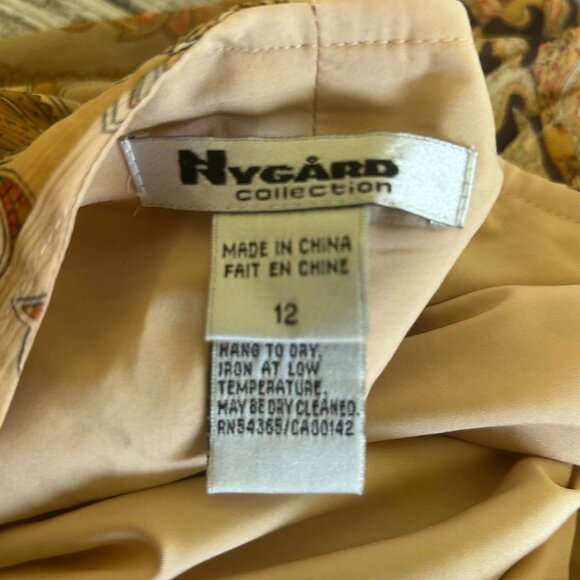 NYGÅRD
collection
MADE IN CHINA
FAIT EN CHINE
12
HANG TO DRY,
IRON AT LOW
TEMPERATURE.
MAY BE DRY CLEANED.
RN54365/CA00142